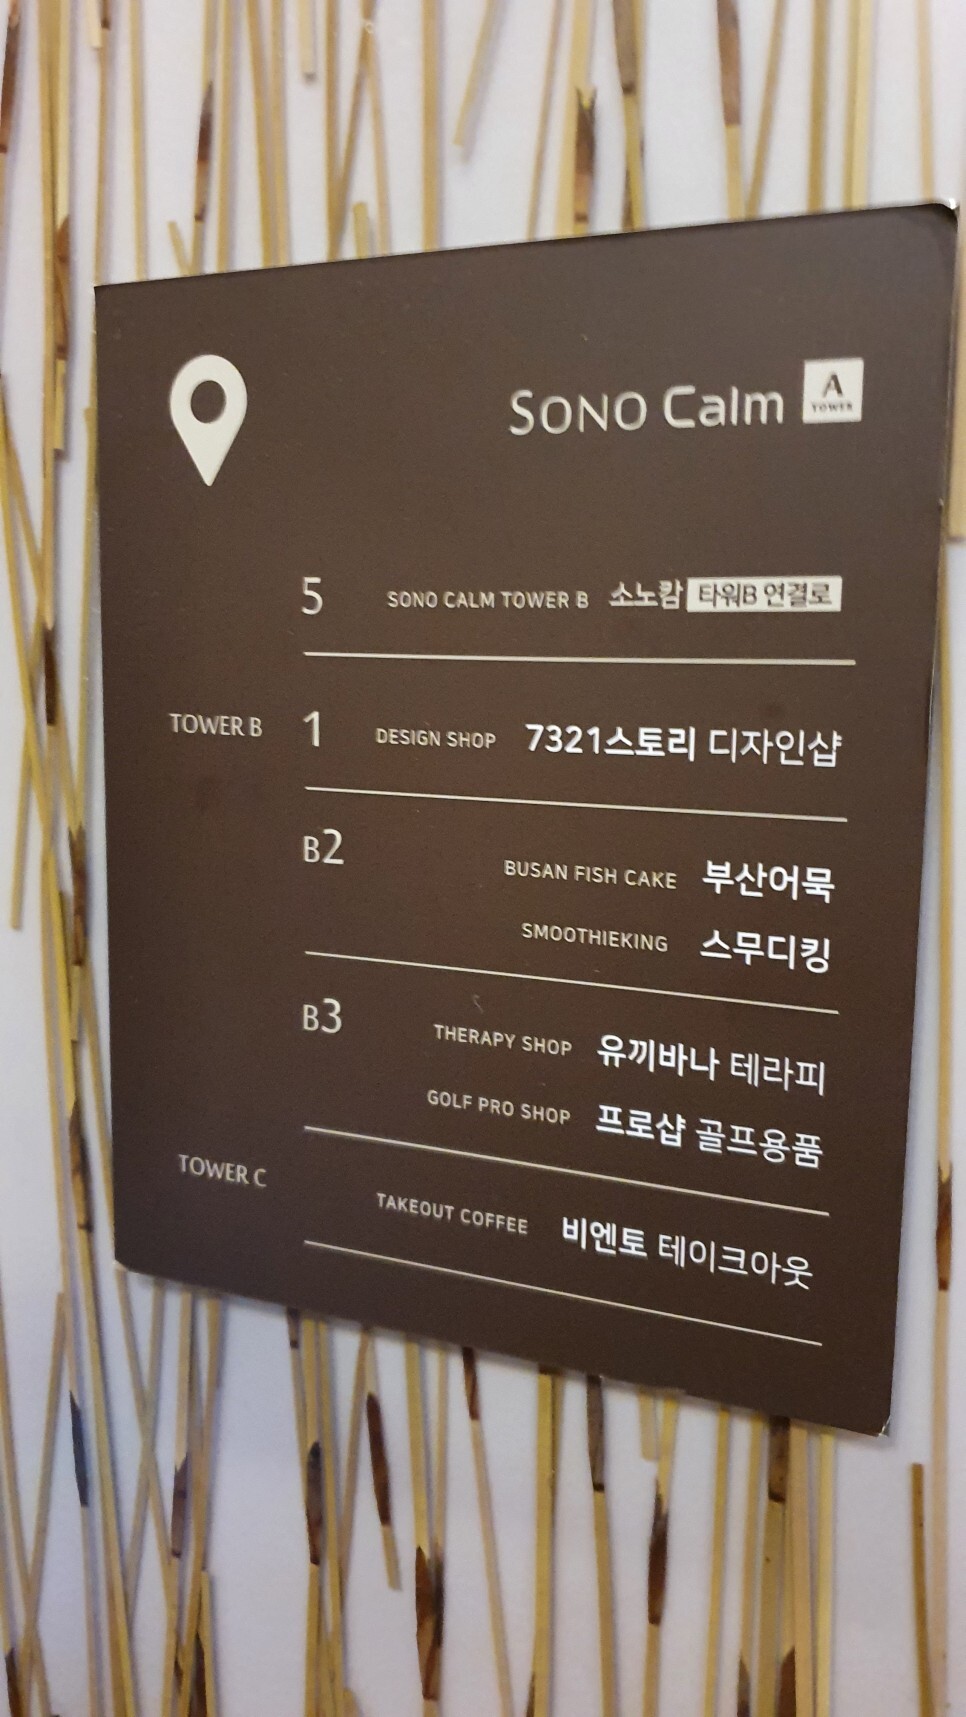 SONO Calm A TOWER
5 SONO CALM TOWER B 소노캄 타워B 연결로
TOWER B 1 DESIGN SHOP 7321스토리 디자인샵
B2 BUSAN FISH CAKE 부산어묵
SMOOTHIEKING 스무디킹
B3 THERAPY SHOP 유끼바나 테라피
GOLF PRO SHOP 프로샵 골프용품
TOWER C TAKEOUT COFFEE 비엔토 테이크아웃